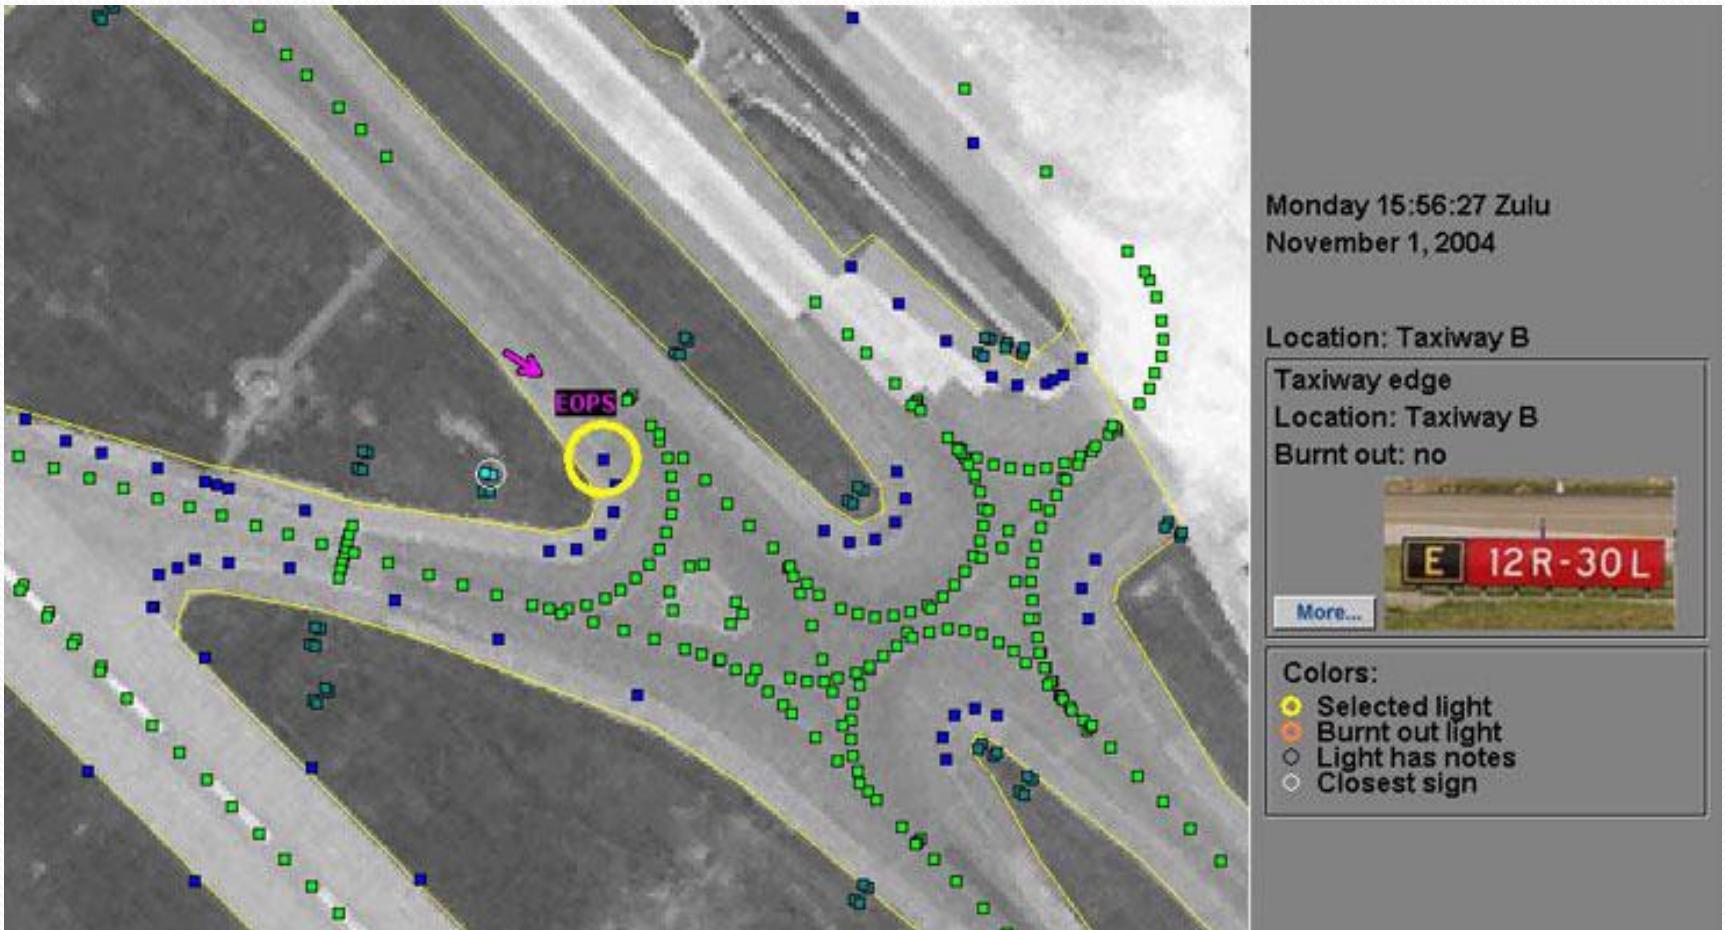 EOPS
Monday 15:56:27 Zulu
November 1, 2004
Location: Taxiway B
Taxiway edge
Location: Taxiway B
Burnt out: no
E 12R-30L
More...
Colors:
Selected light
Burnt out light
Light has notes
Closest sign